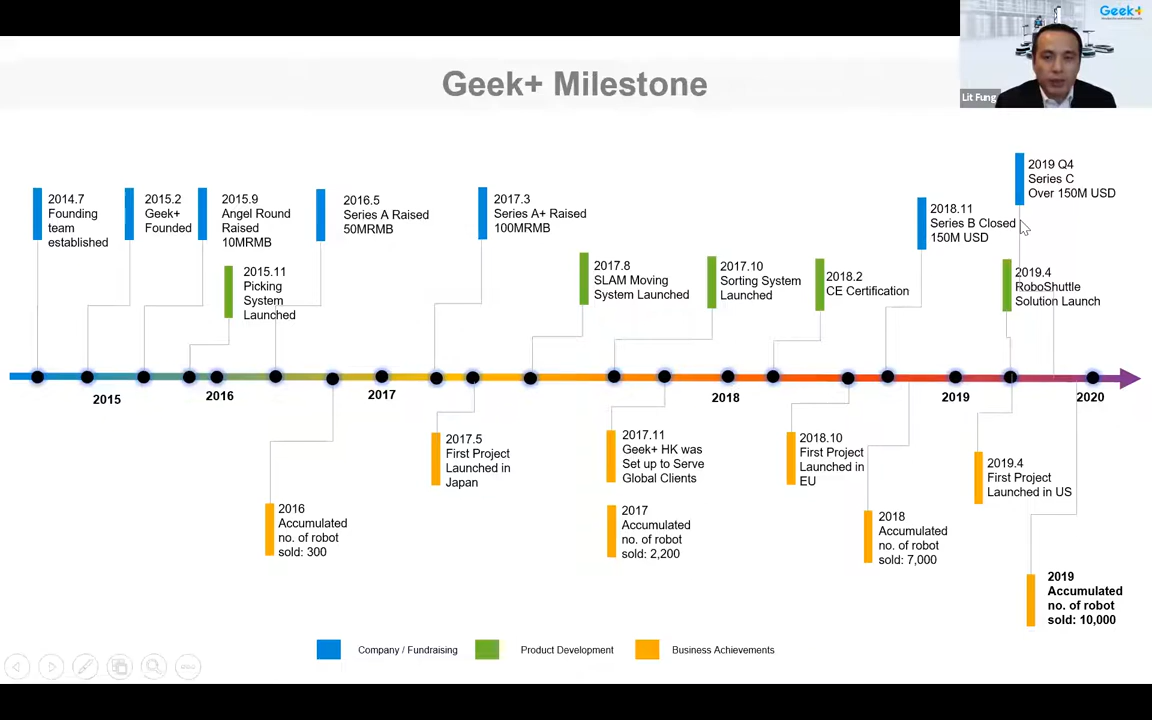 Geek+
Lit Fung
Geek+ Milestone
2014.7
Founding
team
established
2015.2
Geek+
Founded
2015.9
Angel Round
Raised
10MRMB
2015.11
Picking
System
Launched
2016.5
Series A Raised
50MRMB
2017.3
Series A+ Raised
100MRMB
2017.8
SLAM Moving
System Launched
2017.10
Sorting System
Launched
2018.2
CE Certification
2018.11
Series B Closed
150M USD
2019 Q4
Series C
Over 150M USD
2019.4
RoboShuttle
Solution Launch
2015
2016
2017
2018
2019
2020
2016
Accumulated
no. of robot
sold: 300
2017.5
First Project
Launched in
Japan
2017.11
Geek+ HK was
Set up to Serve
Global Clients
2017
Accumulated
no. of robot
sold: 2,200
2018.10
First Project
Launched in
EU
2018
Accumulated
no. of robot
sold: 7,000
2019.4
First Project
Launched in US
2019
Accumulated
no. of robot
sold: 10,000
Company / Fundraising
Product Development
Business Achievements